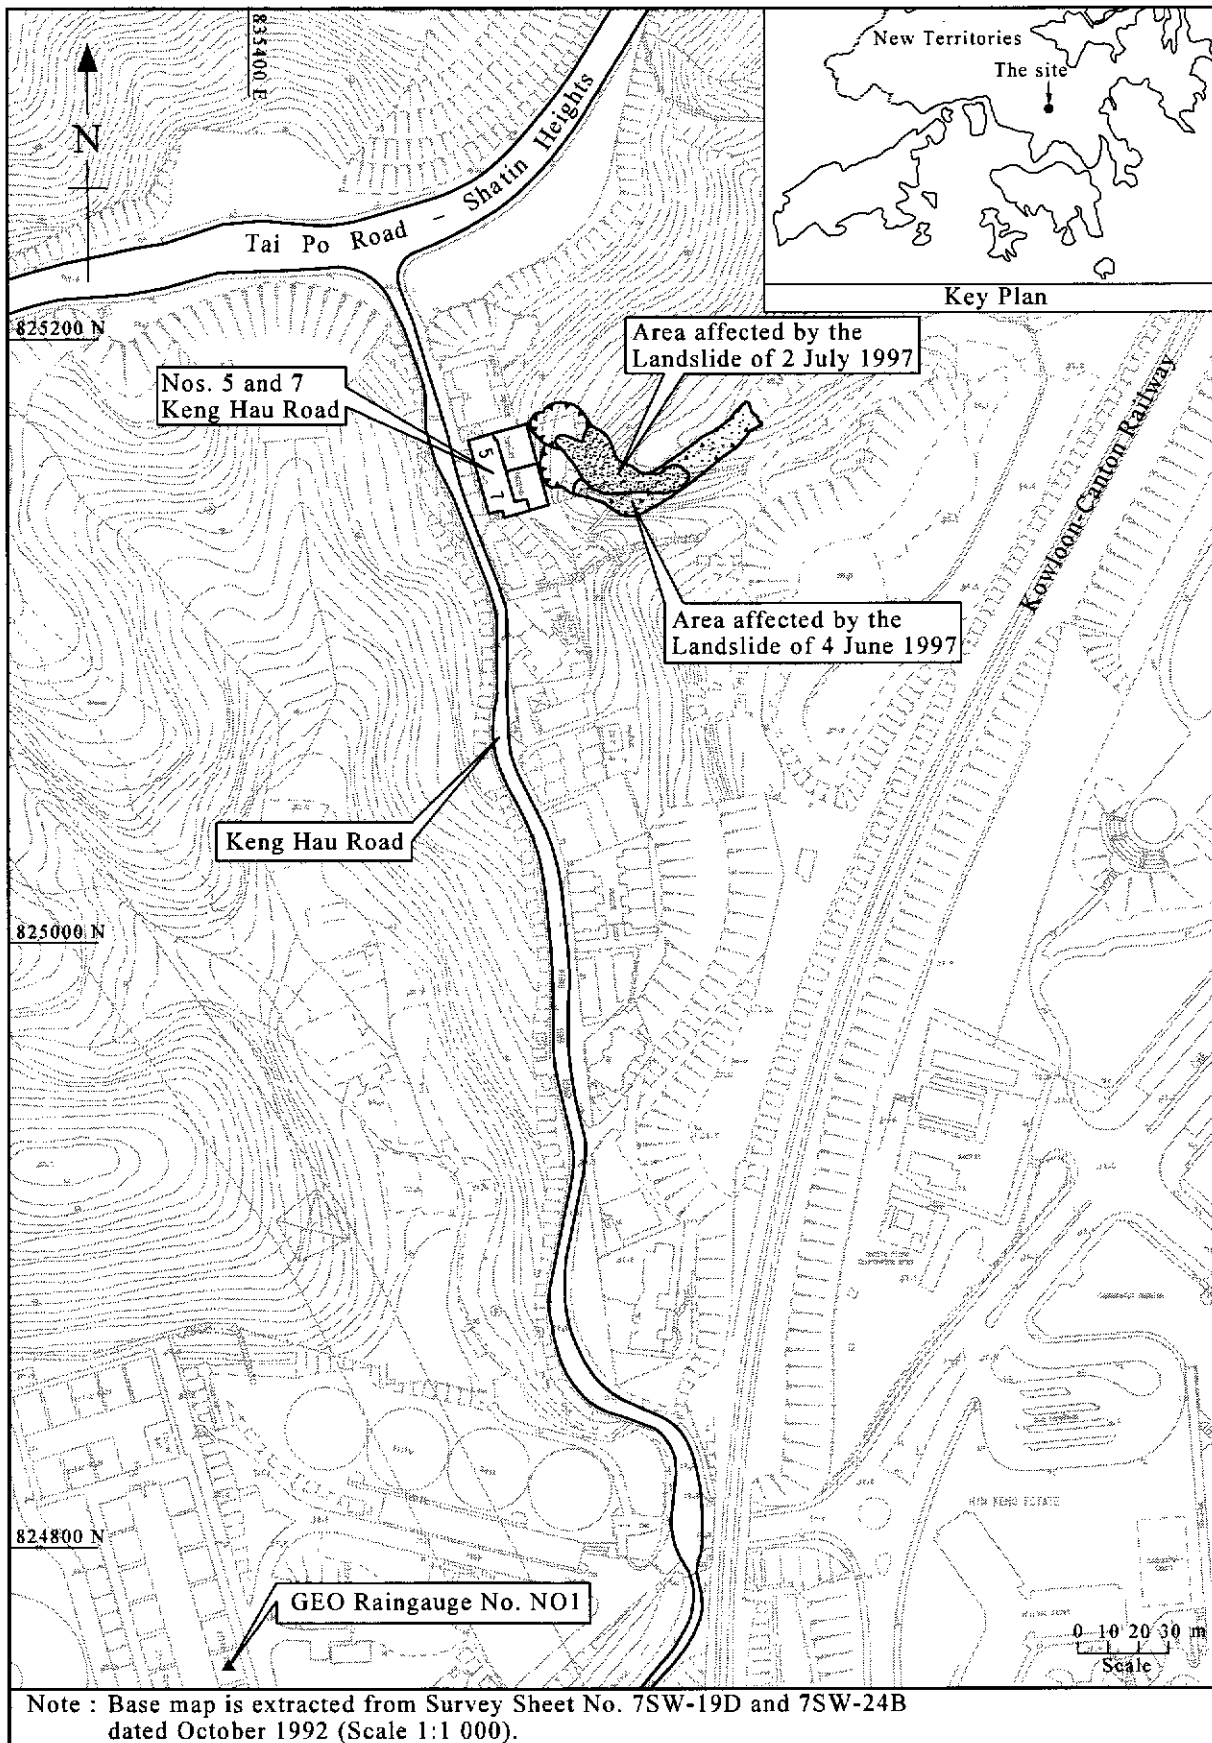 835400 E
New Territories
The site
N
Tai Po Road - Shatin Heights
Key Plan
825200 N
Area affected by the
Landslide of 2 July 1997
Nos. 5 and 7
Keng Hau Road
5
7
Kowloon-Canton Railway
Area affected by the
Landslide of 4 June 1997
Keng Hau Road
825000 N
824800 N
GEO Raingauge No. NO1
0 10 20 30 m
Scale
Note : Base map is extracted from Survey Sheet No. 7SW-19D and 7SW-24B
dated October 1992 (Scale 1:1 000).